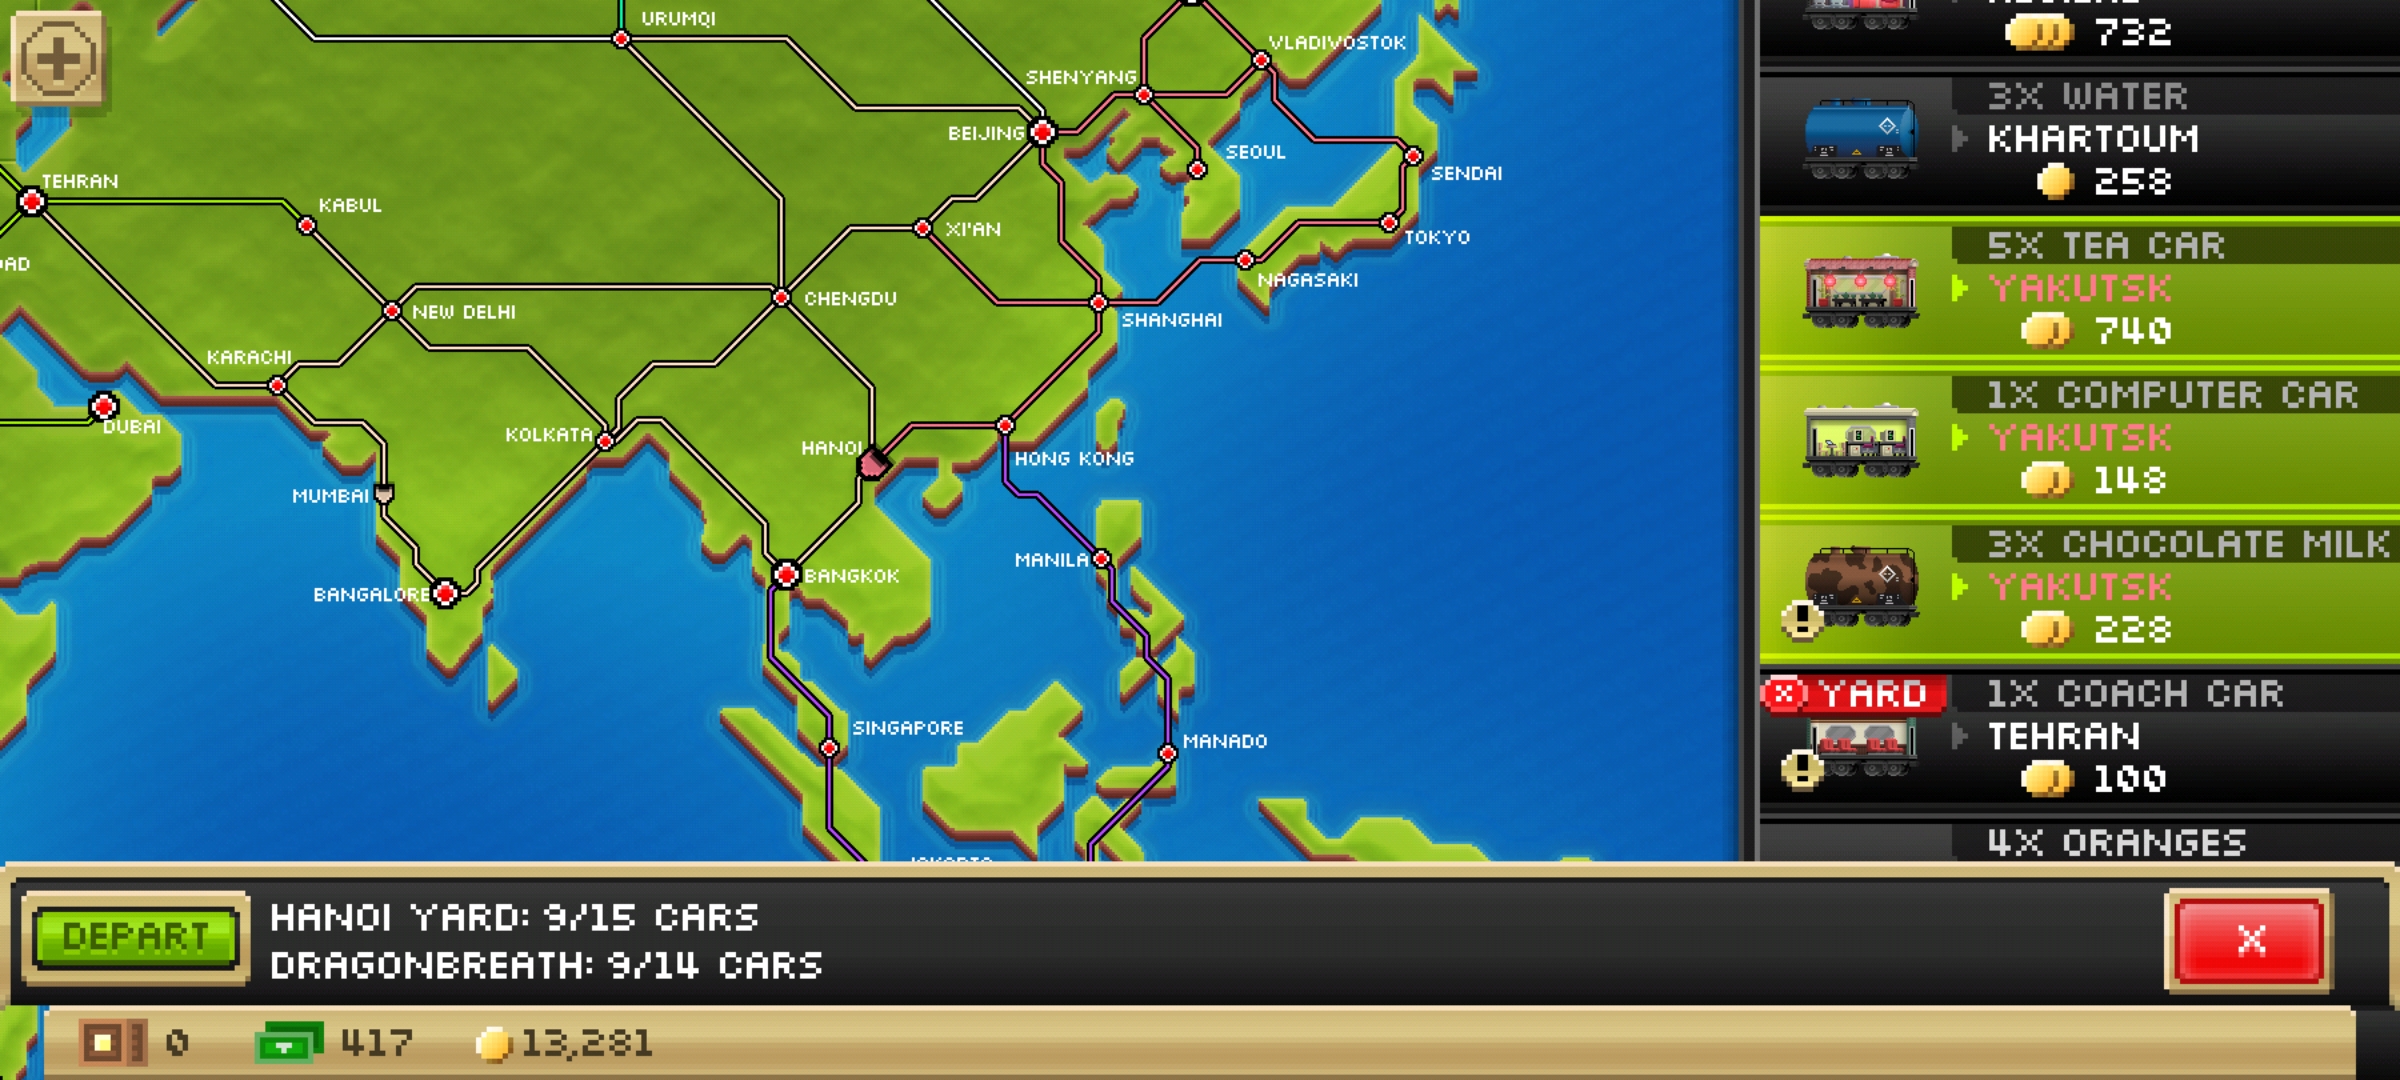 URUMQI
VLADIVOSTOK
SHENYANG
BEIJING
SEOUL
SENDAI
TEHRAN
KABUL
XI'AN
TOKYO
NAGASAKI
NEW DELHI
CHENGDU
SHANGHAI
KARACHI
DUBAI
KOLKATA
HANOI
HONG KONG
MUMBAI
MANILA
BANGKOK
BANGALORE
SINGAPORE
MANADO
732
3X WATER
KHARTOUM
258
5X TEA CAR
YAKUTSK
740
1X COMPUTER CAR
YAKUTSK
148
3X CHOCOLATE MILK
YAKUTSK
228
YARD
1X COACH CAR
TEHRAN
100
4X ORANGES
DEPART
HANOI YARD: 9/15 CARS
DRAGONBREATH: 9/14 CARS
X
0
417
13,281